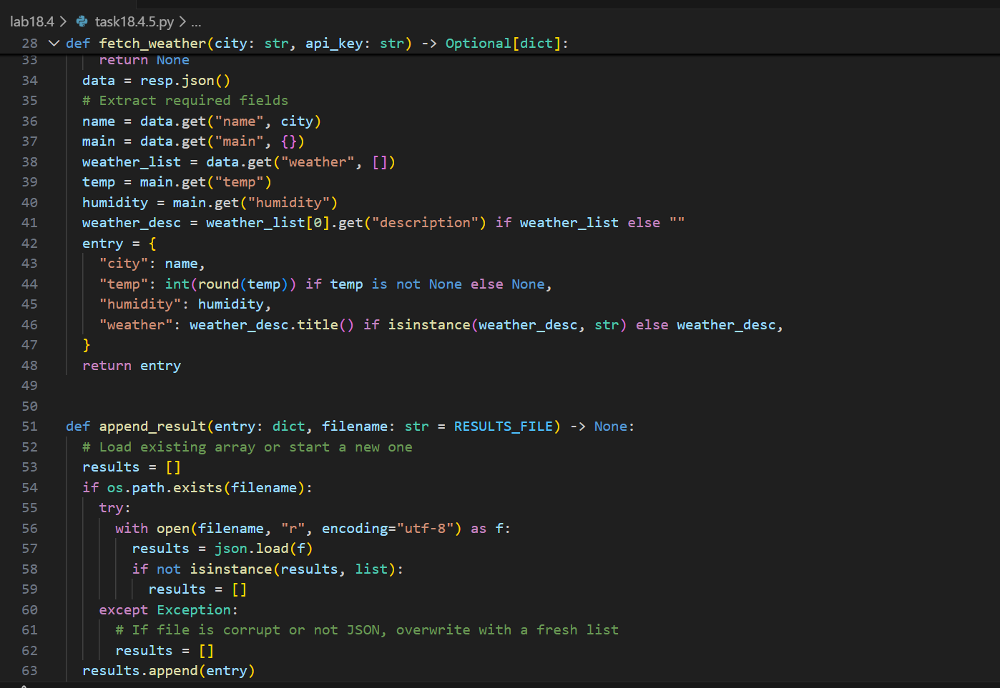 lab18.4 > task18.4.5.py > ...
28 def fetch_weather(city: str, api_key: str) -> Optional[dict]:
33     return None
34   data = resp.json()
35   # Extract required fields
36   name = data.get("name", city)
37   main = data.get("main", {})
38   weather_list = data.get("weather", [])
39   temp = main.get("temp")
40   humidity = main.get("humidity")
41   weather_desc = weather_list[0].get("description") if weather_list else ""
42   entry = {
43     "city": name,
44     "temp": int(round(temp)) if temp is not None else None,
45     "humidity": humidity,
46     "weather": weather_desc.title() if isinstance(weather_desc, str) else weather_desc,
47   }
48   return entry
49
50
51 def append_result(entry: dict, filename: str = RESULTS_FILE) -> None:
52   # Load existing array or start a new one
53   results = []
54   if os.path.exists(filename):
55     try:
56       with open(filename, "r", encoding="utf-8") as f:
57         results = json.load(f)
58         if not isinstance(results, list):
59           results = []
60     except Exception:
61       # If file is corrupt or not JSON, overwrite with a fresh list
62       results = []
63   results.append(entry)